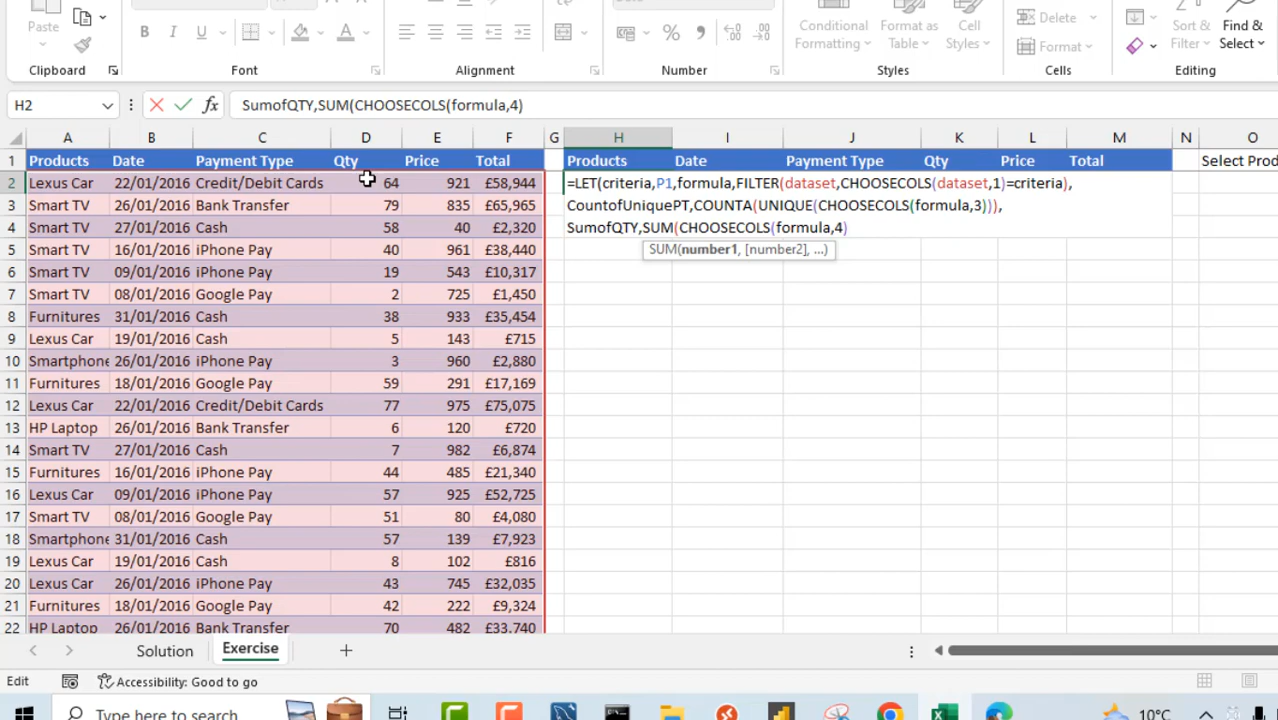 Paste
B I U
A
%
Conditional Formatting
Format as Table
Cell Styles
Delete
Format
Sort & Filter
Find & Select
Clipboard Font Alignment Number Styles Cells Editing
H2 fx SumofQTY,SUM(CHOOSECOLS(formula,4)
A B C D E F G H I J K L M N O
1 Products Date Payment Type Qty Price Total Products Date Payment Type Qty Price Total Select Prod
2 Lexus Car 22/01/2016 Credit/Debit Cards 64 921 £58,944 =LET(criteria,P1,formula,FILTER(dataset,CHOOSECOLS(dataset,1)=criteria),
3 Smart TV 26/01/2016 Bank Transfer 79 835 £65,965 CountofUniquePT,COUNTA(UNIQUE(CHOOSECOLS(formula,3))),
4 Smart TV 27/01/2016 Cash 58 40 £2,320 SumofQTY,SUM(CHOOSECOLS(formula,4)
5 Smart TV 16/01/2016 iPhone Pay 40 961 £38,440 SUM(number1, [number2], ...)
6 Smart TV 09/01/2016 iPhone Pay 19 543 £10,317
7 Smart TV 08/01/2016 Google Pay 2 725 £1,450
8 Furnitures 31/01/2016 Cash 38 933 £35,454
9 Lexus Car 19/01/2016 Cash 5 143 £715
10 Smartphone 26/01/2016 iPhone Pay 3 960 £2,880
11 Furnitures 18/01/2016 Google Pay 59 291 £17,169
12 Lexus Car 22/01/2016 Credit/Debit Cards 77 975 £75,075
13 HP Laptop 26/01/2016 Bank Transfer 6 120 £720
14 Smart TV 27/01/2016 Cash 7 982 £6,874
15 Furnitures 16/01/2016 iPhone Pay 44 485 £21,340
16 Lexus Car 09/01/2016 iPhone Pay 57 925 £52,725
17 Smart TV 08/01/2016 Google Pay 51 80 £4,080
18 Smartphone 31/01/2016 Cash 57 139 £7,923
19 Lexus Car 19/01/2016 Cash 8 102 £816
20 Lexus Car 26/01/2016 iPhone Pay 43 745 £32,035
21 Furnitures 18/01/2016 Google Pay 42 222 £9,324
22 HP Laptop 26/01/2016 Bank Transfer 70 482 £33,740
Solution Exercise
Edit Accessibility: Good to go
Type here to search 10°C